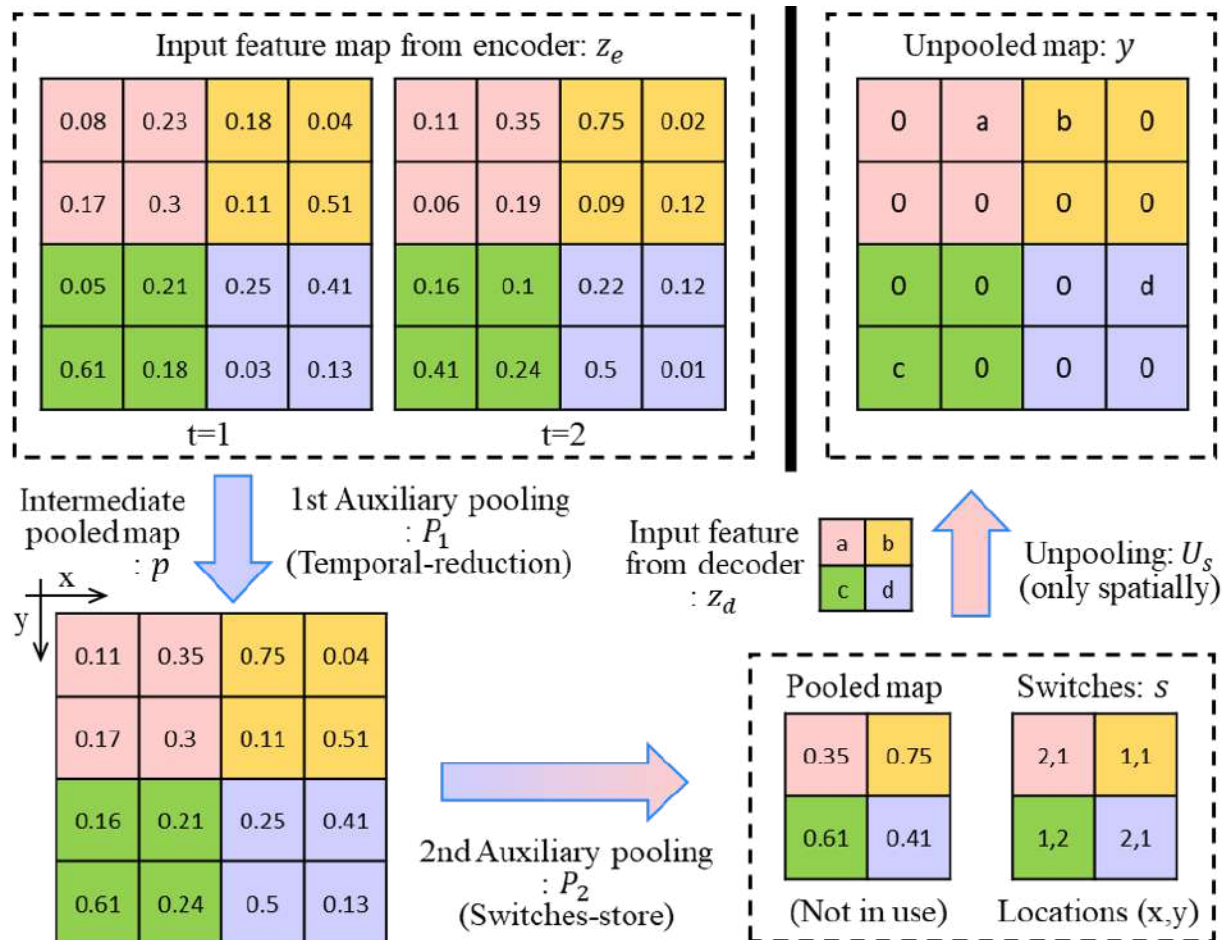 Input feature map from encoder: z_e
0.08 0.23 0.18 0.04
0.17 0.3 0.11 0.51
0.05 0.21 0.25 0.41
0.61 0.18 0.03 0.13
t=1
0.11 0.35 0.75 0.02
0.06 0.19 0.09 0.12
0.16 0.1 0.22 0.12
0.41 0.24 0.5 0.01
t=2
Unpooled map: y
0 a b 0
0 0 0 0
0 0 0 d
c 0 0 0
Intermediate
pooled map
: p
1st Auxiliary pooling
: P_1
(Temporal-reduction)
x
y
0.11 0.35 0.75 0.04
0.17 0.3 0.11 0.51
0.16 0.21 0.25 0.41
0.61 0.24 0.5 0.13
2nd Auxiliary pooling
: P_2
(Switches-store)
Input feature
from decoder
: z_d
a b
c d
Unpooling: U_s
(only spatially)
Pooled map
0.35 0.75
0.61 0.41
(Not in use)
Switches: s
2,1 1,1
1,2 2,1
Locations (x,y)